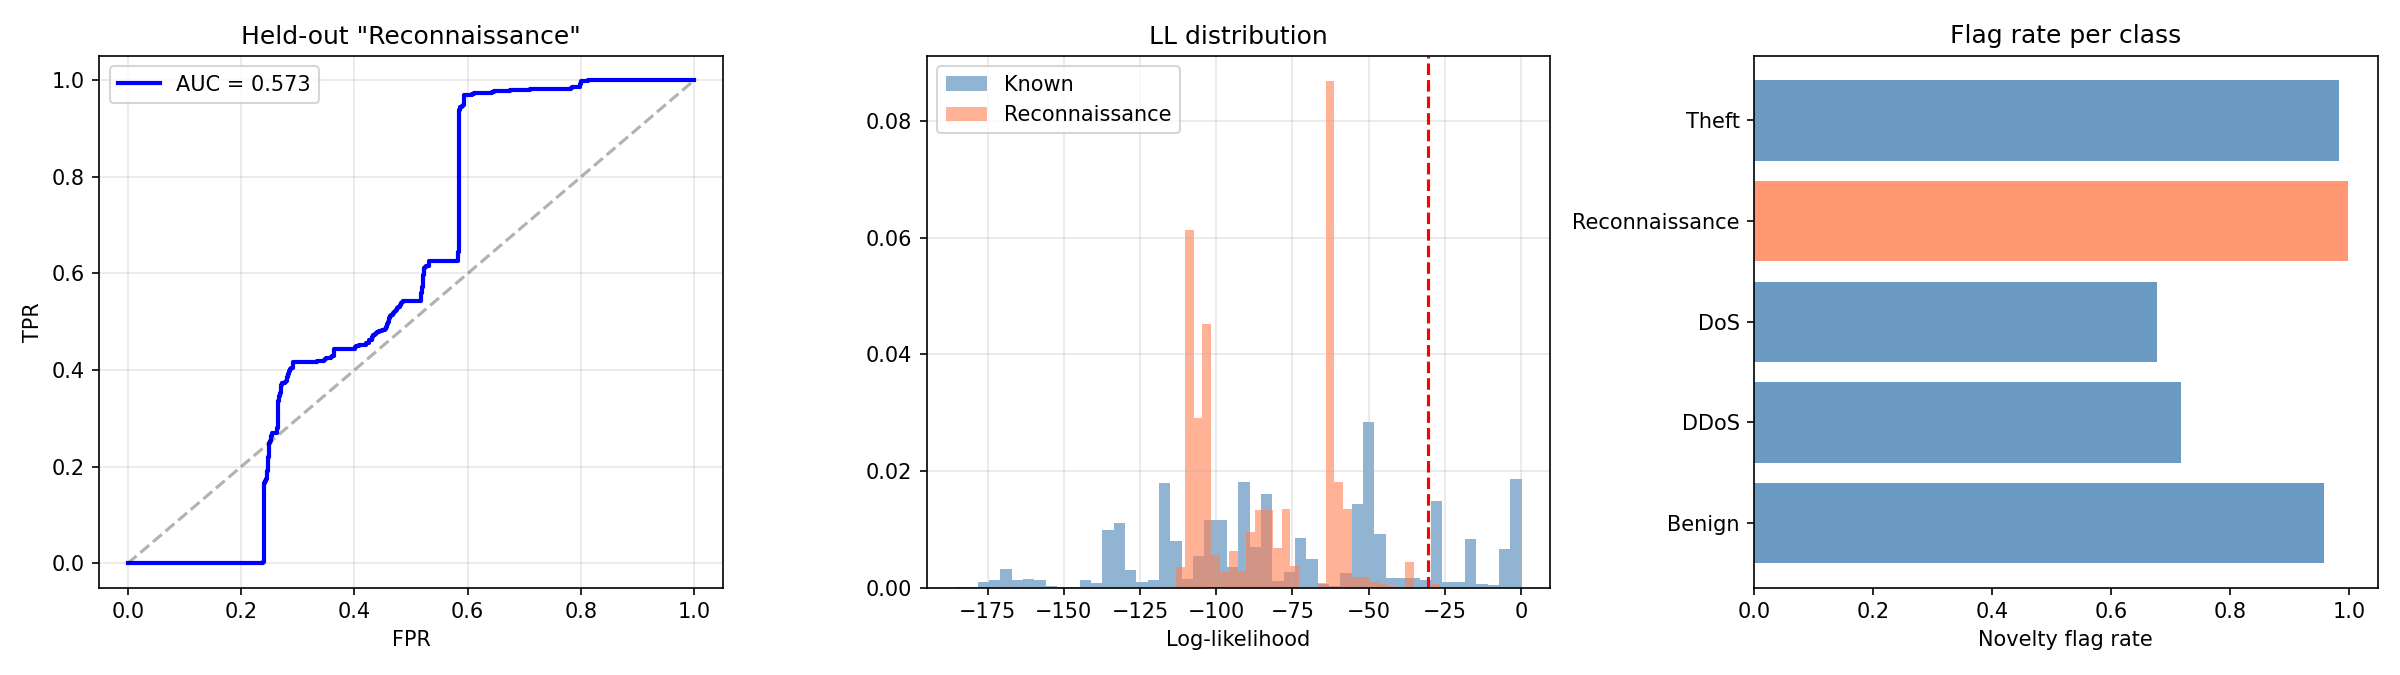 Held-out "Reconnaissance"
AUC = 0.573
1.0
0.8
0.6
0.4
0.2
0.0
TPR
0.0 0.2 0.4 0.6 0.8 1.0
FPR
LL distribution
Known
Reconnaissance
0.08
0.06
0.04
0.02
0.00
−175 −150 −125 −100 −75 −50 −25 0
Log-likelihood
Flag rate per class
Theft
Reconnaissance
DoS
DDoS
Benign
0.0 0.2 0.4 0.6 0.8 1.0
Novelty flag rate